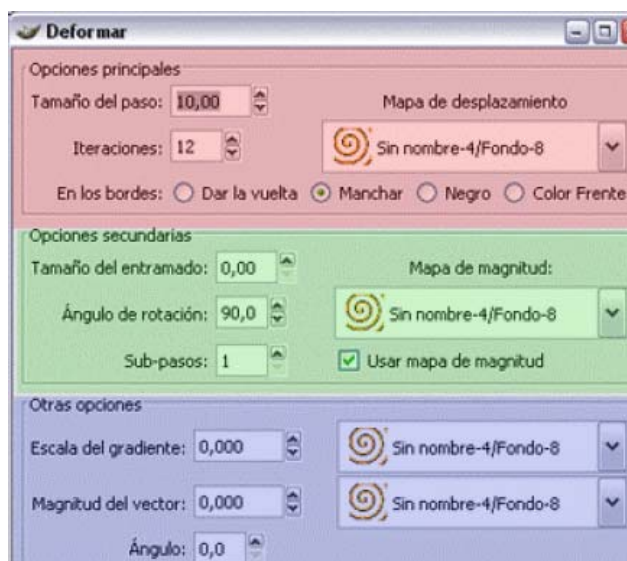 Deformar
Opciones principales
Tamaño del paso: 10,00
Mapa de desplazamiento
Iteraciones: 12
Sin nombre-4/Fondo-8
En los bordes: Dar la vuelta Manchar Negro Color Frente
Opciones secundarias
Tamaño del entramado: 0,00
Mapa de magnitud:
Ángulo de rotación: 90,0
Sin nombre-4/Fondo-8
Sub-pasos: 1
Usar mapa de magnitud
Otras opciones
Escala del gradiente: 0,000
Sin nombre-4/Fondo-8
Magnitud del vector: 0,000
Sin nombre-4/Fondo-8
Ángulo: 0,0